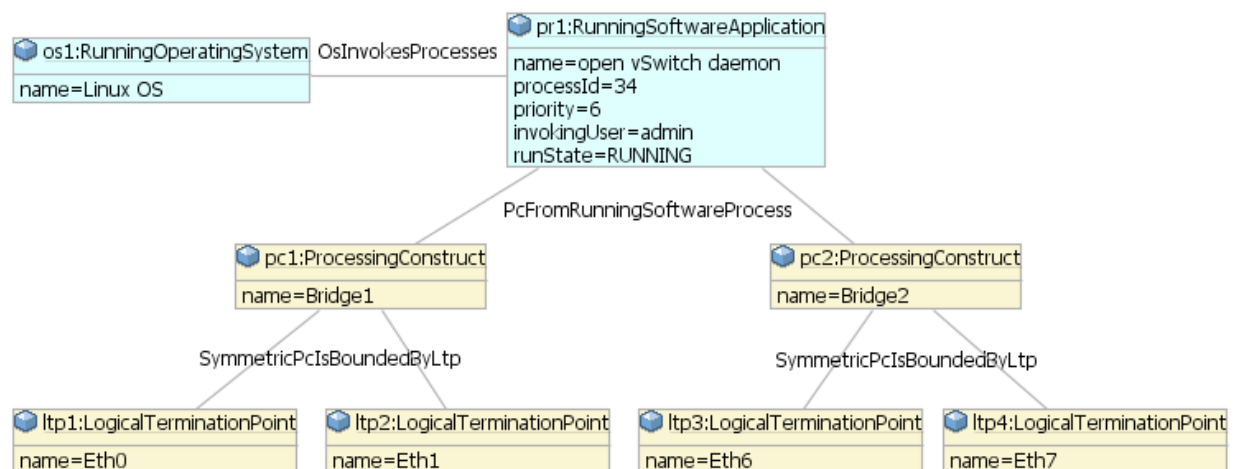 pr1:RunningSoftwareApplication
os1:RunningOperatingSystem
OsInvokesProcesses
name=Linux OS
name=open vSwitch daemon
processId=34
priority=6
invokingUser=admin
runState=RUNNING
PcFromRunningSoftwareProcess
pc1:ProcessingConstruct
pc2:ProcessingConstruct
name=Bridge1
name=Bridge2
SymmetricPcIsBoundedByLtp
SymmetricPcIsBoundedByLtp
ltp1:LogicalTerminationPoint
ltp2:LogicalTerminationPoint
ltp3:LogicalTerminationPoint
ltp4:LogicalTerminationPoint
name=Eth0
name=Eth1
name=Eth6
name=Eth7